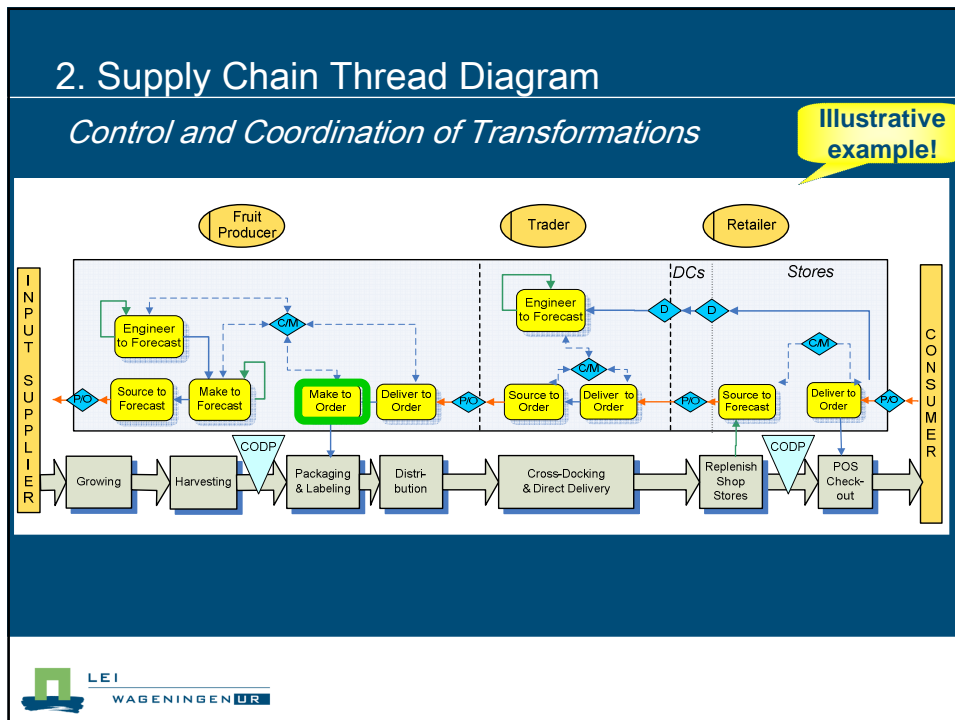 2. Supply Chain Thread Diagram
Control and Coordination of Transformations
Illustrative
example!
Fruit
Producer
Trader
Retailer
DCs
Stores
INPUT SUPPLIER
Engineer
to Forecast
C/M
Engineer
to Forecast
D
D
C/M
C/M
P/O
Source to
Forecast
Make to
Forecast
Make to
Order
Deliver to
Order
P/O
Source to
Order
Deliver to
Order
P/O
Source to
Forecast
Deliver to
Order
P/O
CONSUMER
CODP
CODP
Growing
Harvesting
Packaging
& Labeling
Distri-
bution
Cross-Docking
& Direct Delivery
Replenish
Shop
Stores
POS
Check-
out
LEI
WAGENINGEN UR